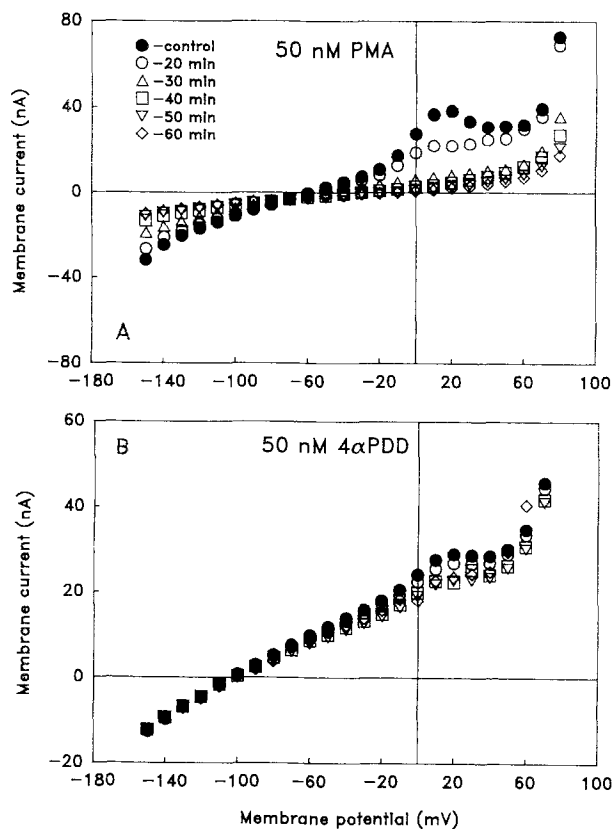 80
50 nM PMA
-control
-20 min
-30 min
-40 min
-50 min
-60 min
40
0
-40
-80
A
Membrane current (nA)
-180 -140 -100 -60 -20 20 60 100
60
B 50 nM 4αPDD
40
20
0
-20
Membrane current (nA)
-180 -140 -100 -60 -20 20 60 100
Membrane potential (mV)